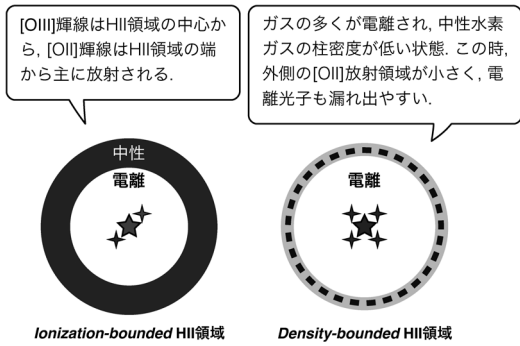 [OIII]輝線はHII領域の中心か
ら, [OII]輝線はHII領域の端
から主に放射される.
ガスの多くが電離され, 中性水素
ガスの柱密度が低い状態. この時,
外側の[OII]放射領域が小さく, 電
離光子も漏れ出やすい.
中性
電離
電離
Ionization-bounded HII領域
Density-bounded HII領域